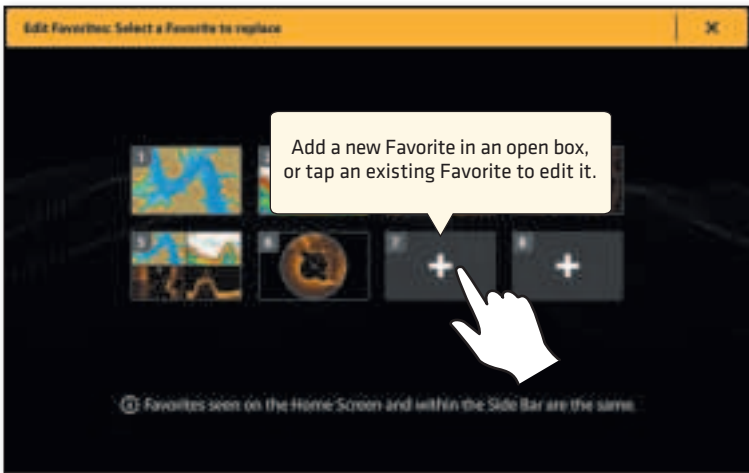 Edit Favorites: Select a Favorite to replace
Add a new Favorite in an open box,
or tap an existing Favorite to edit it.
1
2
5
6
7
8
Favorites seen on the Home Screen and within the Side Bar are the same.